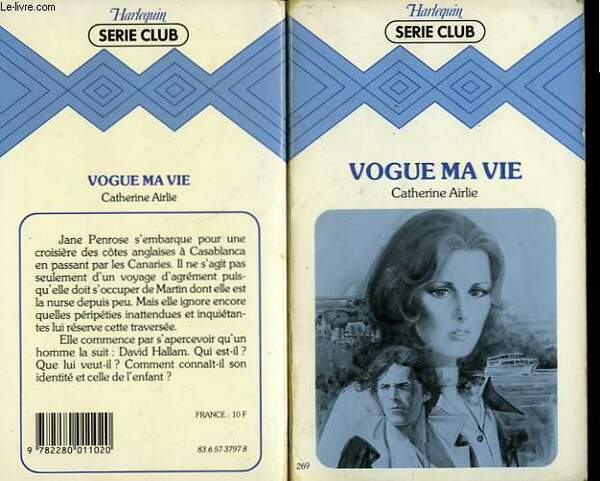 Le-livre.com
Harlequin
SERIE CLUB
VOGUE MA VIE
Catherine Airlie
Jane Penrose s'embarque pour une
croisière des côtes anglaises à Casablanca
en passant par les Canaries. Il ne s'agit pas
seulement d'un voyage d'agrément puis-
qu'elle doit s'occuper de Martin dont elle est
la nurse depuis peu. Mais elle ignore encore
quelles péripéties inattendues et inquiétan-
tes lui réserve cette traversée.
Elle commence par s'apercevoir qu'un
homme la suit : David Hallam. Qui est-il ?
Que lui veut-il ? Comment connaît-il son
identité et celle de l'enfant ?
FRANCE : 10 F
9 782280 011020
83.6 57 3797 8
Harlequin
SERIE CLUB
VOGUE MA VIE
Catherine Airlie
269